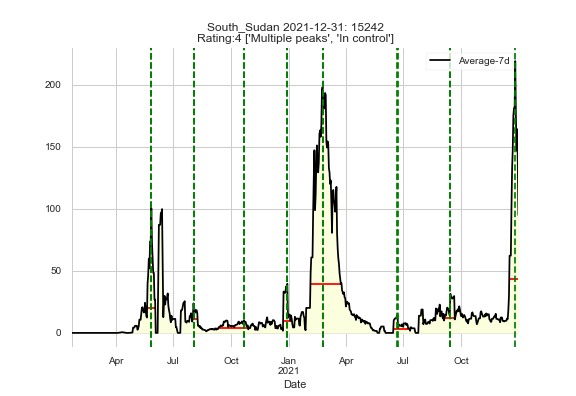 South_Sudan 2021-12-31: 15242
Rating:4 ['Multiple peaks', 'In control']
Average-7d
200
150
100
50
0
Apr Jul Oct Jan Apr Jul Oct
2021
Date